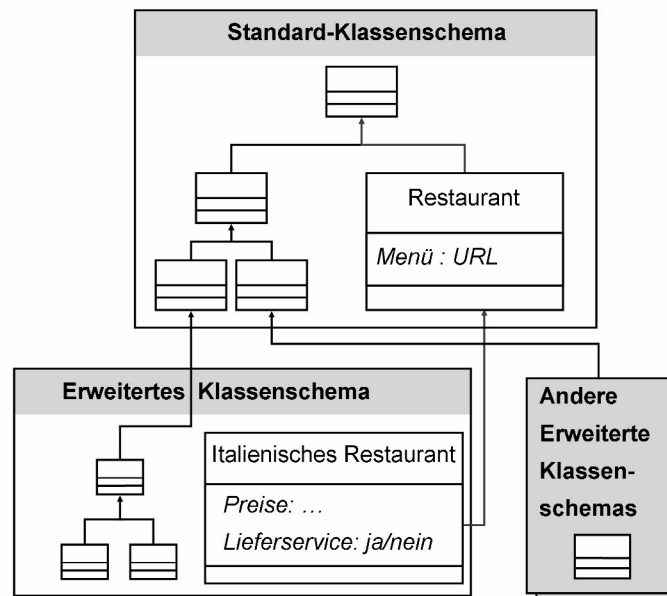 Standard-Klassenschema
Restaurant
Menü : URL
Erweitertes Klassenschema
Italienisches Restaurant
Preise: …
Lieferservice: ja/nein
Andere
Erweiterte
Klassen-
schemas